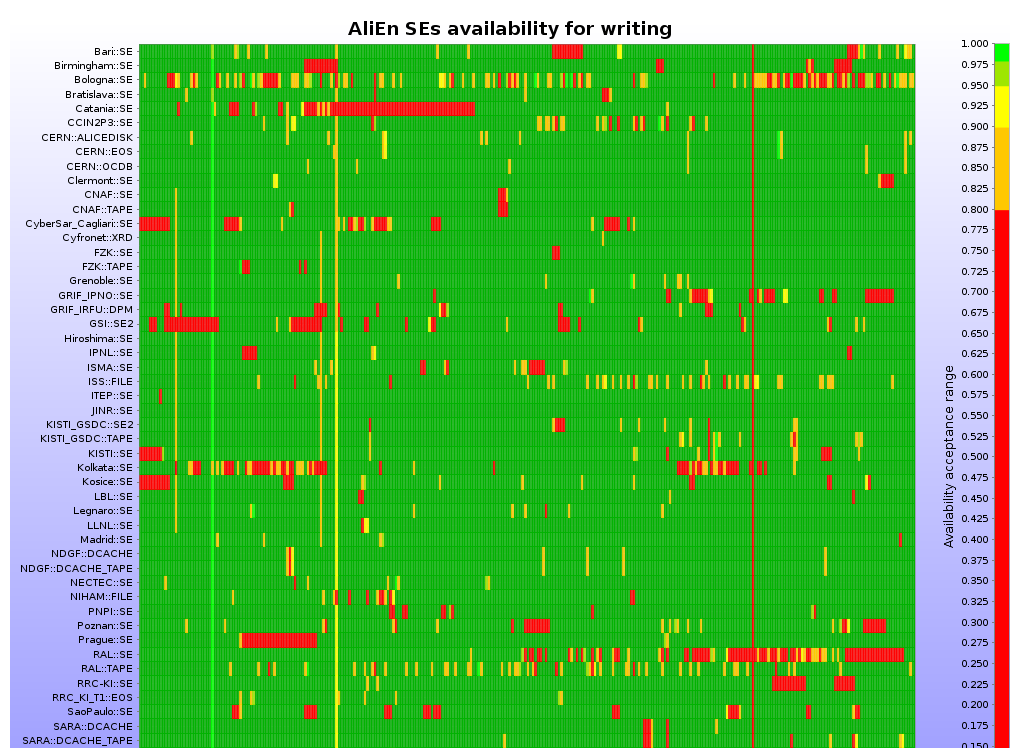 AliEn SEs availability for writing
Bari::SE
Birmingham::SE
Bologna::SE
Bratislava::SE
Catania::SE
CCIN2P3::SE
CERN::ALICEDISK
CERN::EOS
CERN::OCDB
Clermont::SE
CNAF::SE
CNAF::TAPE
CyberSar_Cagliari::SE
Cyfronet::XRD
FZK::SE
FZK::TAPE
Grenoble::SE
GRIF_IPNO::SE
GRIF_IRFU::DPM
GSI::SE2
Hiroshima::SE
IPNL::SE
ISMA::SE
ISS::FILE
ITEP::SE
JINR::SE
KISTI_GSDC::SE2
KISTI_GSDC::TAPE
KISTI::SE
Kolkata::SE
Kosice::SE
LBL::SE
Legnaro::SE
LLNL::SE
Madrid::SE
NDGF::DCACHE
NDGF::DCACHE_TAPE
NECTEC::SE
NIHAM::FILE
PNPI::SE
Poznan::SE
Prague::SE
RAL::SE
RAL::TAPE
RRC-KI::SE
RRC_KI_T1::EOS
SaoPaulo::SE
SARA::DCACHE
SARA::DCACHE_TAPE
Availability acceptance range
1.000
0.975
0.950
0.925
0.900
0.875
0.850
0.825
0.800
0.775
0.750
0.725
0.700
0.675
0.650
0.625
0.600
0.575
0.550
0.525
0.500
0.475
0.450
0.425
0.400
0.375
0.350
0.325
0.300
0.275
0.250
0.225
0.200
0.175
0.150